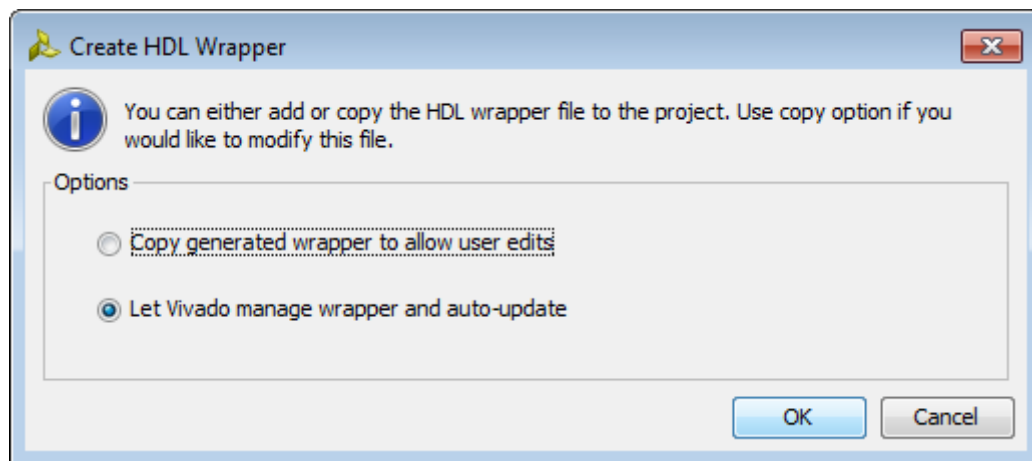 Create HDL Wrapper
You can either add or copy the HDL wrapper file to the project. Use copy option if you
would like to modify this file.
Options
Copy generated wrapper to allow user edits
Let Vivado manage wrapper and auto-update
OK
Cancel